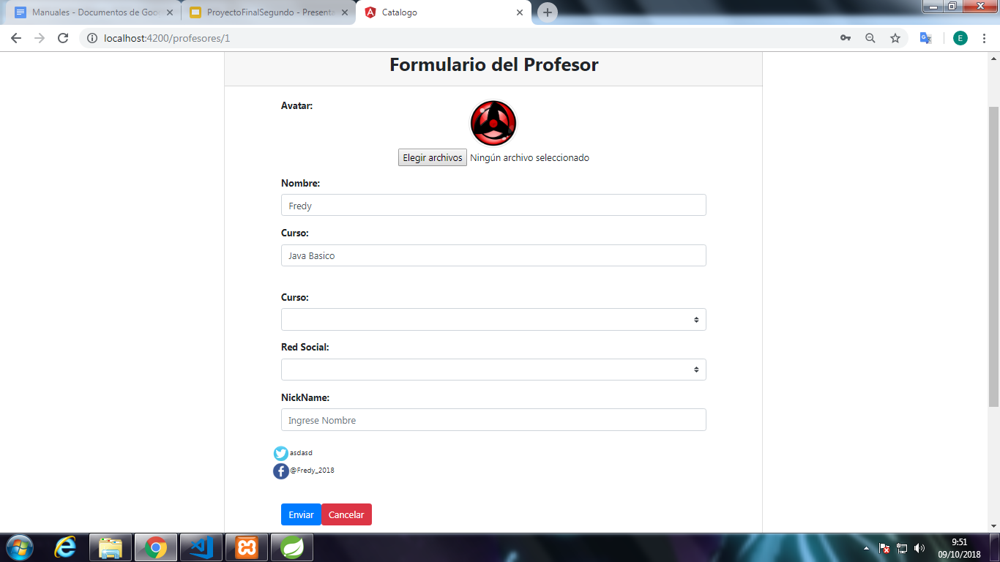 Manuales - Documentos de Goo
ProyectoFinalSegundo - Presenta
Catalogo
localhost:4200/profesores/1
E
Formulario del Profesor
Avatar:
Elegir archivos Ningún archivo seleccionado
Nombre:
Fredy
Curso:
Java Basico
Curso:
Red Social:
NickName:
Ingrese Nombre
asdasd
@Fredy_2018
Enviar Cancelar
9:51
09/10/2018